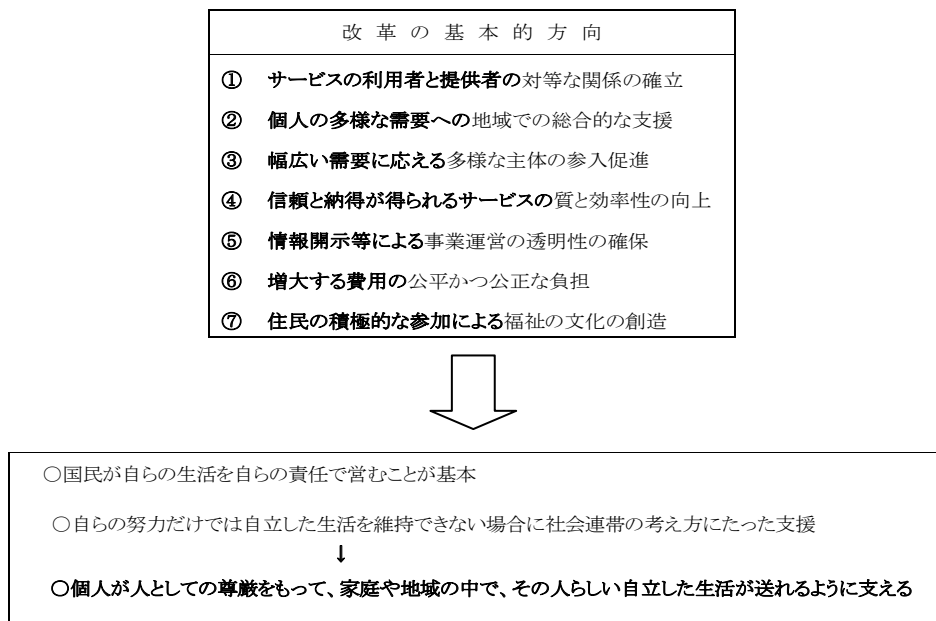 改革の基本的方向
① サービスの利用者と提供者の対等な関係の確立
② 個人の多様な需要への地域での総合的な支援
③ 幅広い需要に応える多様な主体の参入促進
④ 信頼と納得が得られるサービスの質と効率性の向上
⑤ 情報開示等による事業運営の透明性の確保
⑥ 増大する費用の公平かつ公正な負担
⑦ 住民の積極的な参加による福祉の文化の創造
○国民が自らの生活を自らの責任で営むことが基本
○自らの努力だけでは自立した生活を維持できない場合に社会連帯の考え方にたった支援
↓
○個人が人としての尊厳をもって、家庭や地域の中で、その人らしい自立した生活が送れるように支える